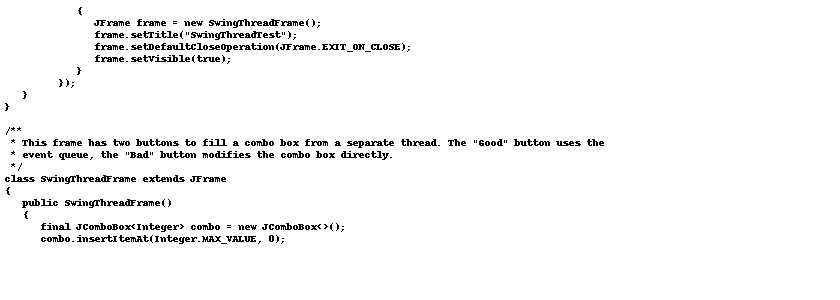 {
               JFrame frame = new SwingThreadFrame();
               frame.setTitle("SwingThreadTest");
               frame.setDefaultCloseOperation(JFrame.EXIT_ON_CLOSE);
               frame.setVisible(true);
            }
         });
   }
}

/**
 * This frame has two buttons to fill a combo box from a separate thread. The "Good" button uses the
 * event queue, the "Bad" button modifies the combo box directly.
 */
class SwingThreadFrame extends JFrame
{
   public SwingThreadFrame()
   {
      final JComboBox<Integer> combo = new JComboBox<>();
      combo.insertItemAt(Integer.MAX_VALUE, 0);